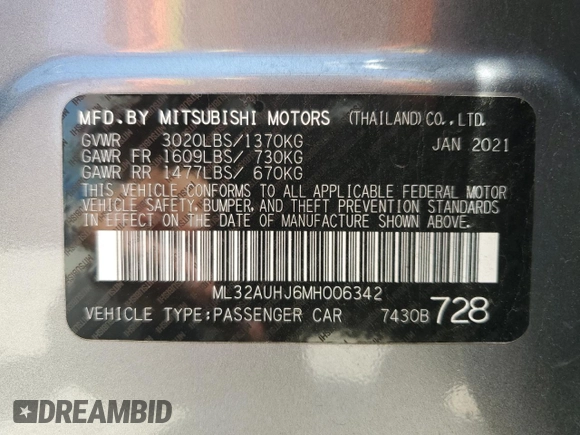 MFD.BY MITSUBISHI MOTORS (THAILAND) CO.,LTD.
GVWR 3020LBS/1370KG JAN 2021
GAWR FR 1609LBS/ 730KG
GAWR RR 1477LBS/ 670KG
THIS VEHICLE CONFORMS TO ALL APPLICABLE FEDERAL MOTOR
VEHICLE SAFETY, BUMPER, AND THEFT PREVENTION STANDARDS
IN EFFECT ON THE DATE OF MANUFACTURE SHOWN ABOVE.
ML32AUHJ6MH006342
VEHICLE TYPE:PASSENGER CAR 7430B 728
DREAMBID